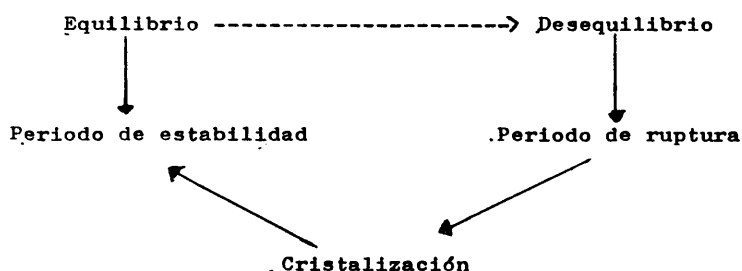 Equilibrio Desequilibrio
Periodo de estabilidad .Periodo de ruptura
Cristalización